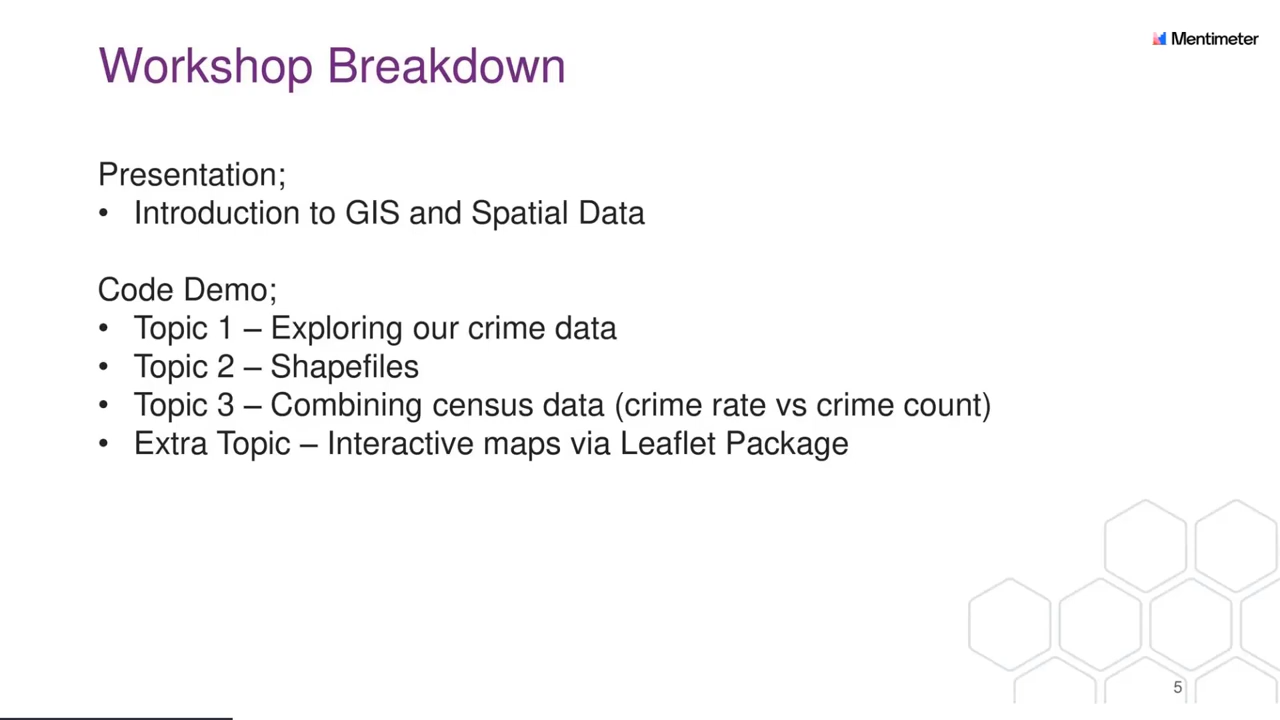 Mentimeter
Workshop Breakdown
Presentation;
• Introduction to GIS and Spatial Data
Code Demo;
• Topic 1 – Exploring our crime data
• Topic 2 – Shapefiles
• Topic 3 – Combining census data (crime rate vs crime count)
• Extra Topic – Interactive maps via Leaflet Package
5